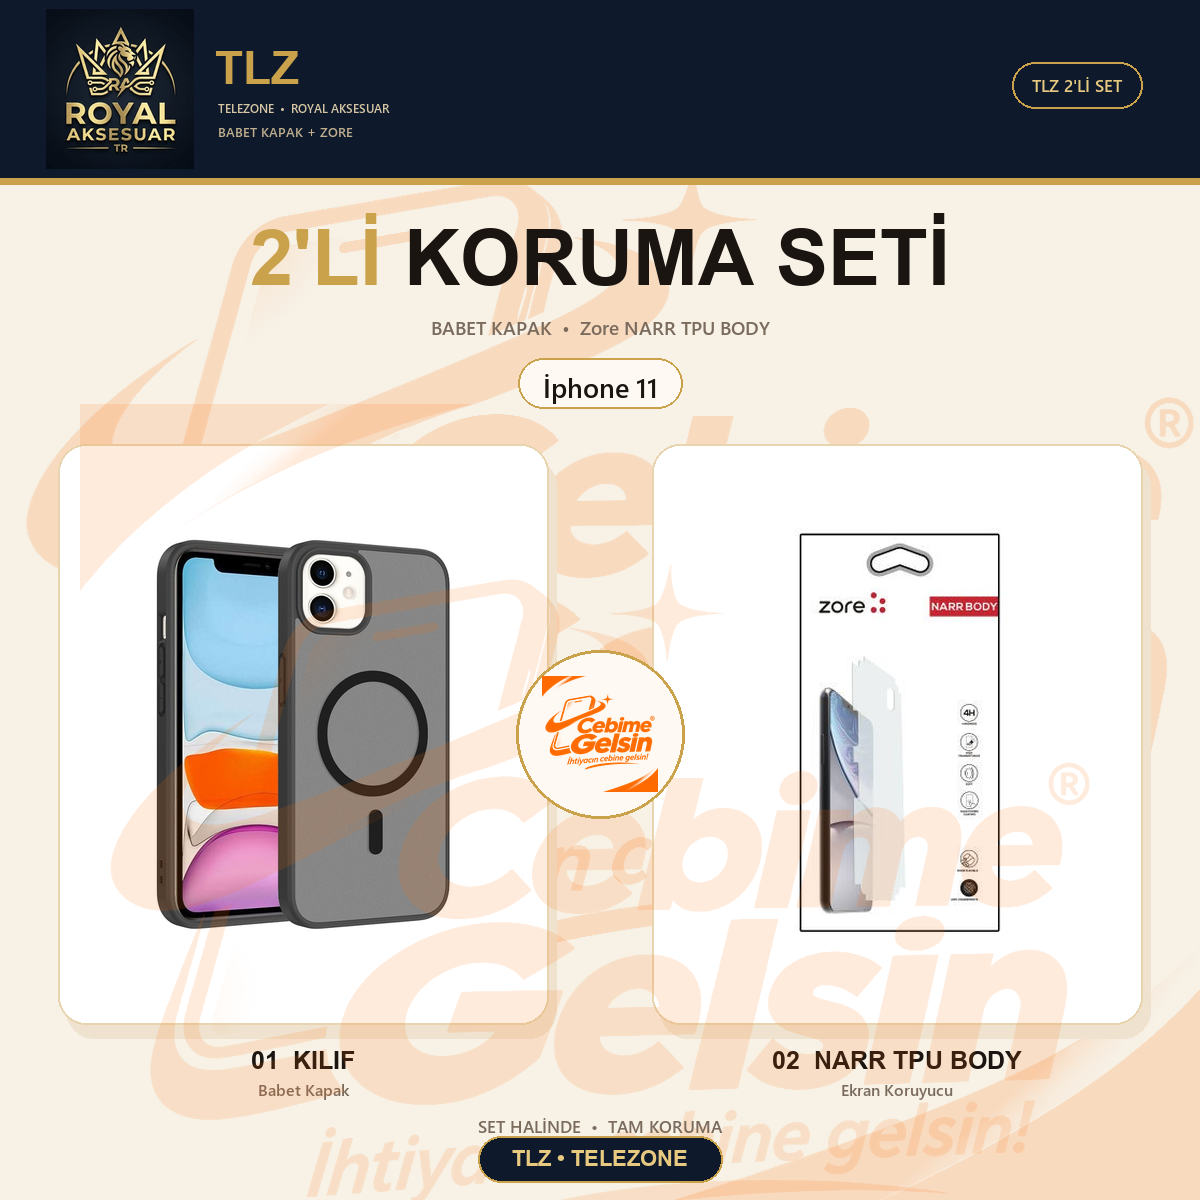 ROYAL
AKSESUAR
TR
TLZ
TELEZONE • ROYAL AKSESUAR
BABET KAPAK + ZORE
TLZ 2'Lİ SET
2'Lİ KORUMA SETİ
BABET KAPAK • Zore NARR TPU BODY
İphone 11
zore
NARR BODY
4H
Cebime®
Gelsin
İhtiyacın cebine gelsin!
Cebime®
Gelsin
01 KILIF
Babet Kapak
02 NARR TPU BODY
Ekran Koruyucu
SET HALİNDE • TAM KORUMA
TLZ • TELEZONE